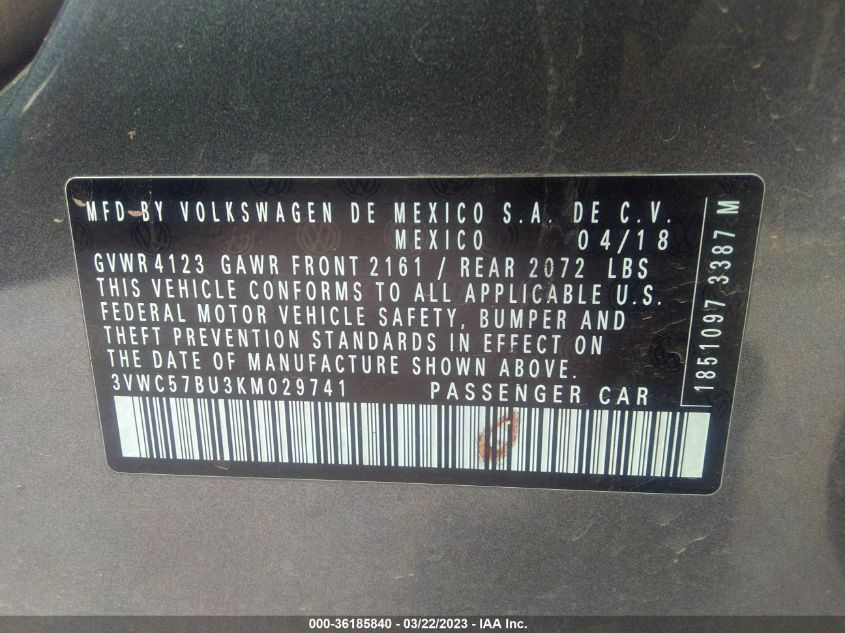 MFD BY VOLKSWAGEN DE MEXICO S.A. DE C.V.
MEXICO 04/18
GVWR 4123 GAWR FRONT 2161 / REAR 2072 LBS
THIS VEHICLE CONFORMS TO ALL APPLICABLE U.S.
FEDERAL MOTOR VEHICLE SAFETY, BUMPER AND
THEFT PREVENTION STANDARDS IN EFFECT ON
THE DATE OF MANUFACTURE SHOWN ABOVE.
3VWC57BU3KM029741 PASSENGER CAR
1851097 3387 M
000-36185840 - 03/22/2023 - IAA Inc.